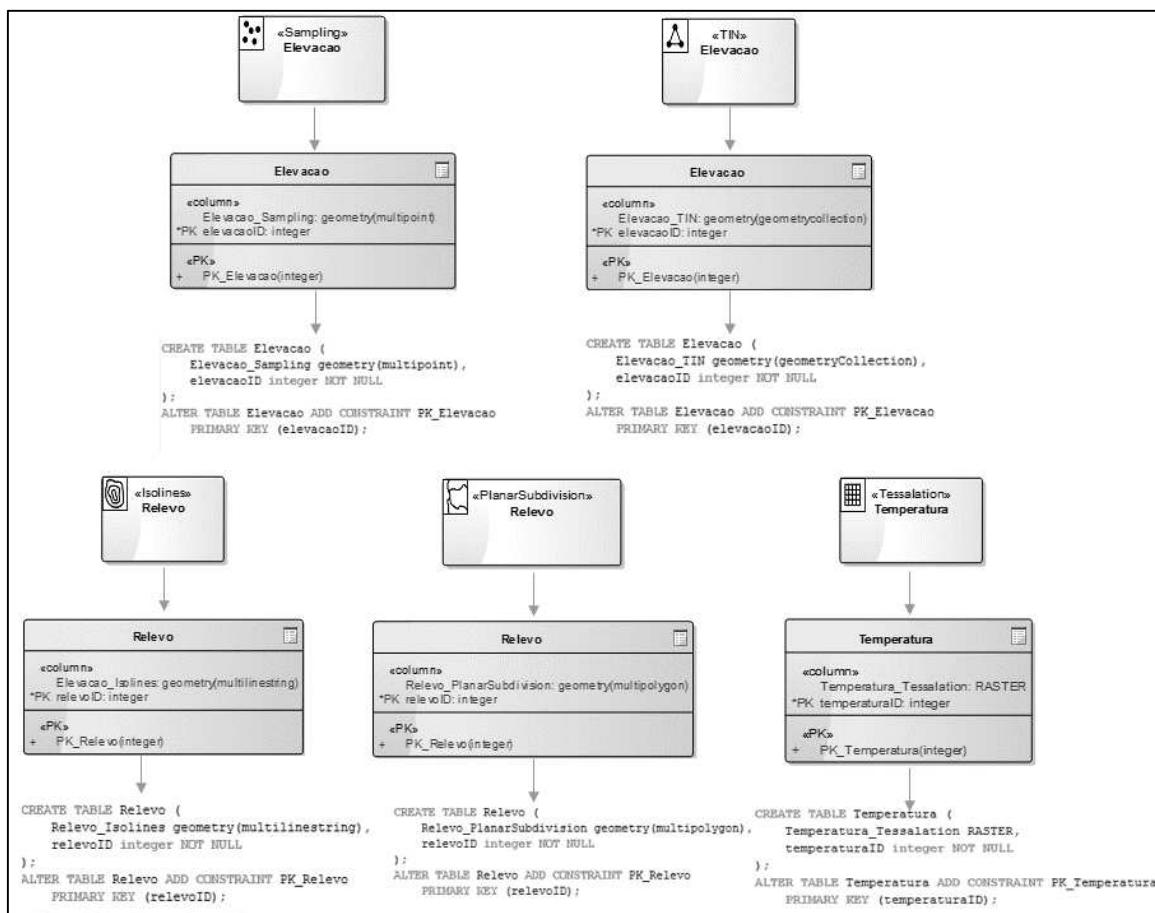 «Sampling»
Elevacao
Elevacao
«column»
Elevacao_Sampling: geometry(multipoint)
*PK elevacaoID: integer
«PK»
+ PK_Elevacao(integer)
CREATE TABLE Elevacao (
Elevacao_Sampling geometry(multipoint),
elevacaoID integer NOT NULL
);
ALTER TABLE Elevacao ADD CONSTRAINT PK_Elevacao
PRIMARY KEY (elevacaoID);
«TIN»
Elevacao
Elevacao
«column»
Elevacao_TIN: geometry(geometrycollection)
*PK elevacaoID: integer
«PK»
+ PK_Elevacao(integer)
CREATE TABLE Elevacao (
Elevacao_TIN geometry(geometryCollection),
elevacaoID integer NOT NULL
);
ALTER TABLE Elevacao ADD CONSTRAINT PK_Elevacao
PRIMARY KEY (elevacaoID);
«Isolines»
Relevo
Relevo
«column»
Elevacao_Isolines: geometry(multilinestring)
*PK relevoID: integer
«PK»
+ PK_Relevo(integer)
CREATE TABLE Relevo (
Relevo_Isolines geometry(multilinestring),
relevoID integer NOT NULL
);
ALTER TABLE Relevo ADD CONSTRAINT PK_Relevo
PRIMARY KEY (relevoID);
«PlanarSubdivision»
Relevo
Relevo
«column»
Relevo_PlanarSubdivision: geometry(multipolygon)
*PK relevoID: integer
«PK»
+ PK_Relevo(integer)
CREATE TABLE Relevo (
Relevo_PlanarSubdivision geometry(multipolygon),
relevoID integer NOT NULL
);
ALTER TABLE Relevo ADD CONSTRAINT PK_Relevo
PRIMARY KEY (relevoID);
«Tessalation»
Temperatura
Temperatura
«column»
Temperatura_Tessalation: RASTER
*PK temperaturaID: integer
«PK»
+ PK_Temperatura(integer)
CREATE TABLE Temperatura (
Temperatura_Tessalation RASTER,
temperaturaID integer NOT NULL
);
ALTER TABLE Temperatura ADD CONSTRAINT PK_Temperatura
PRIMARY KEY (temperaturaID);